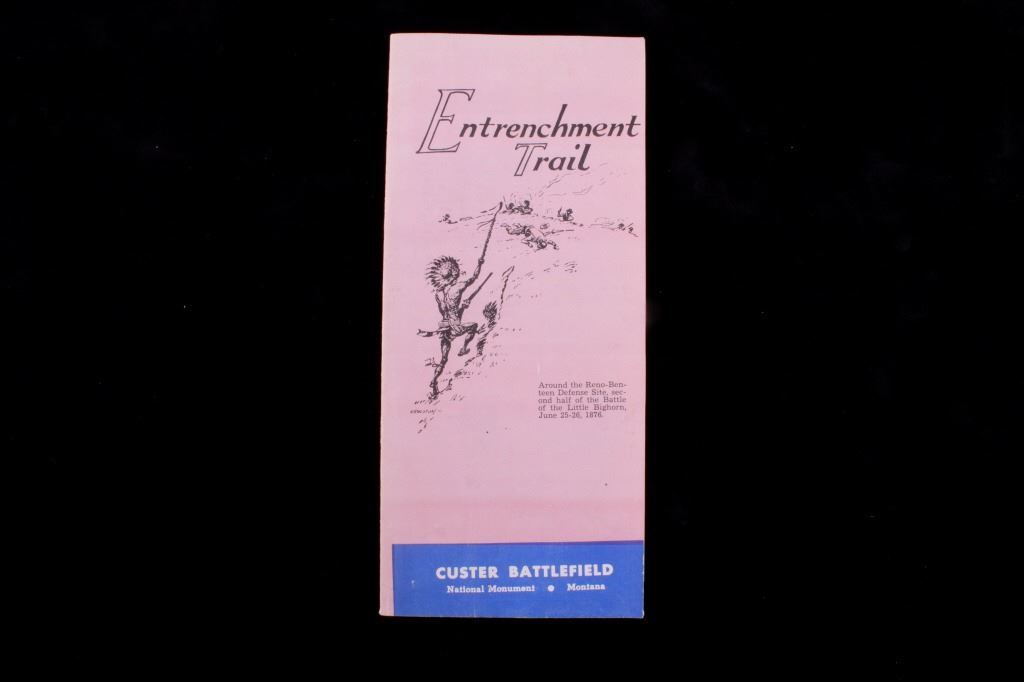 Entrenchment
Trail
Around the Reno-Ben-
teen Defense Site, sec-
ond half of the Battle
of the Little Bighorn,
June 25-26, 1876.
CUSTER BATTLEFIELD
National Monument ● Montana